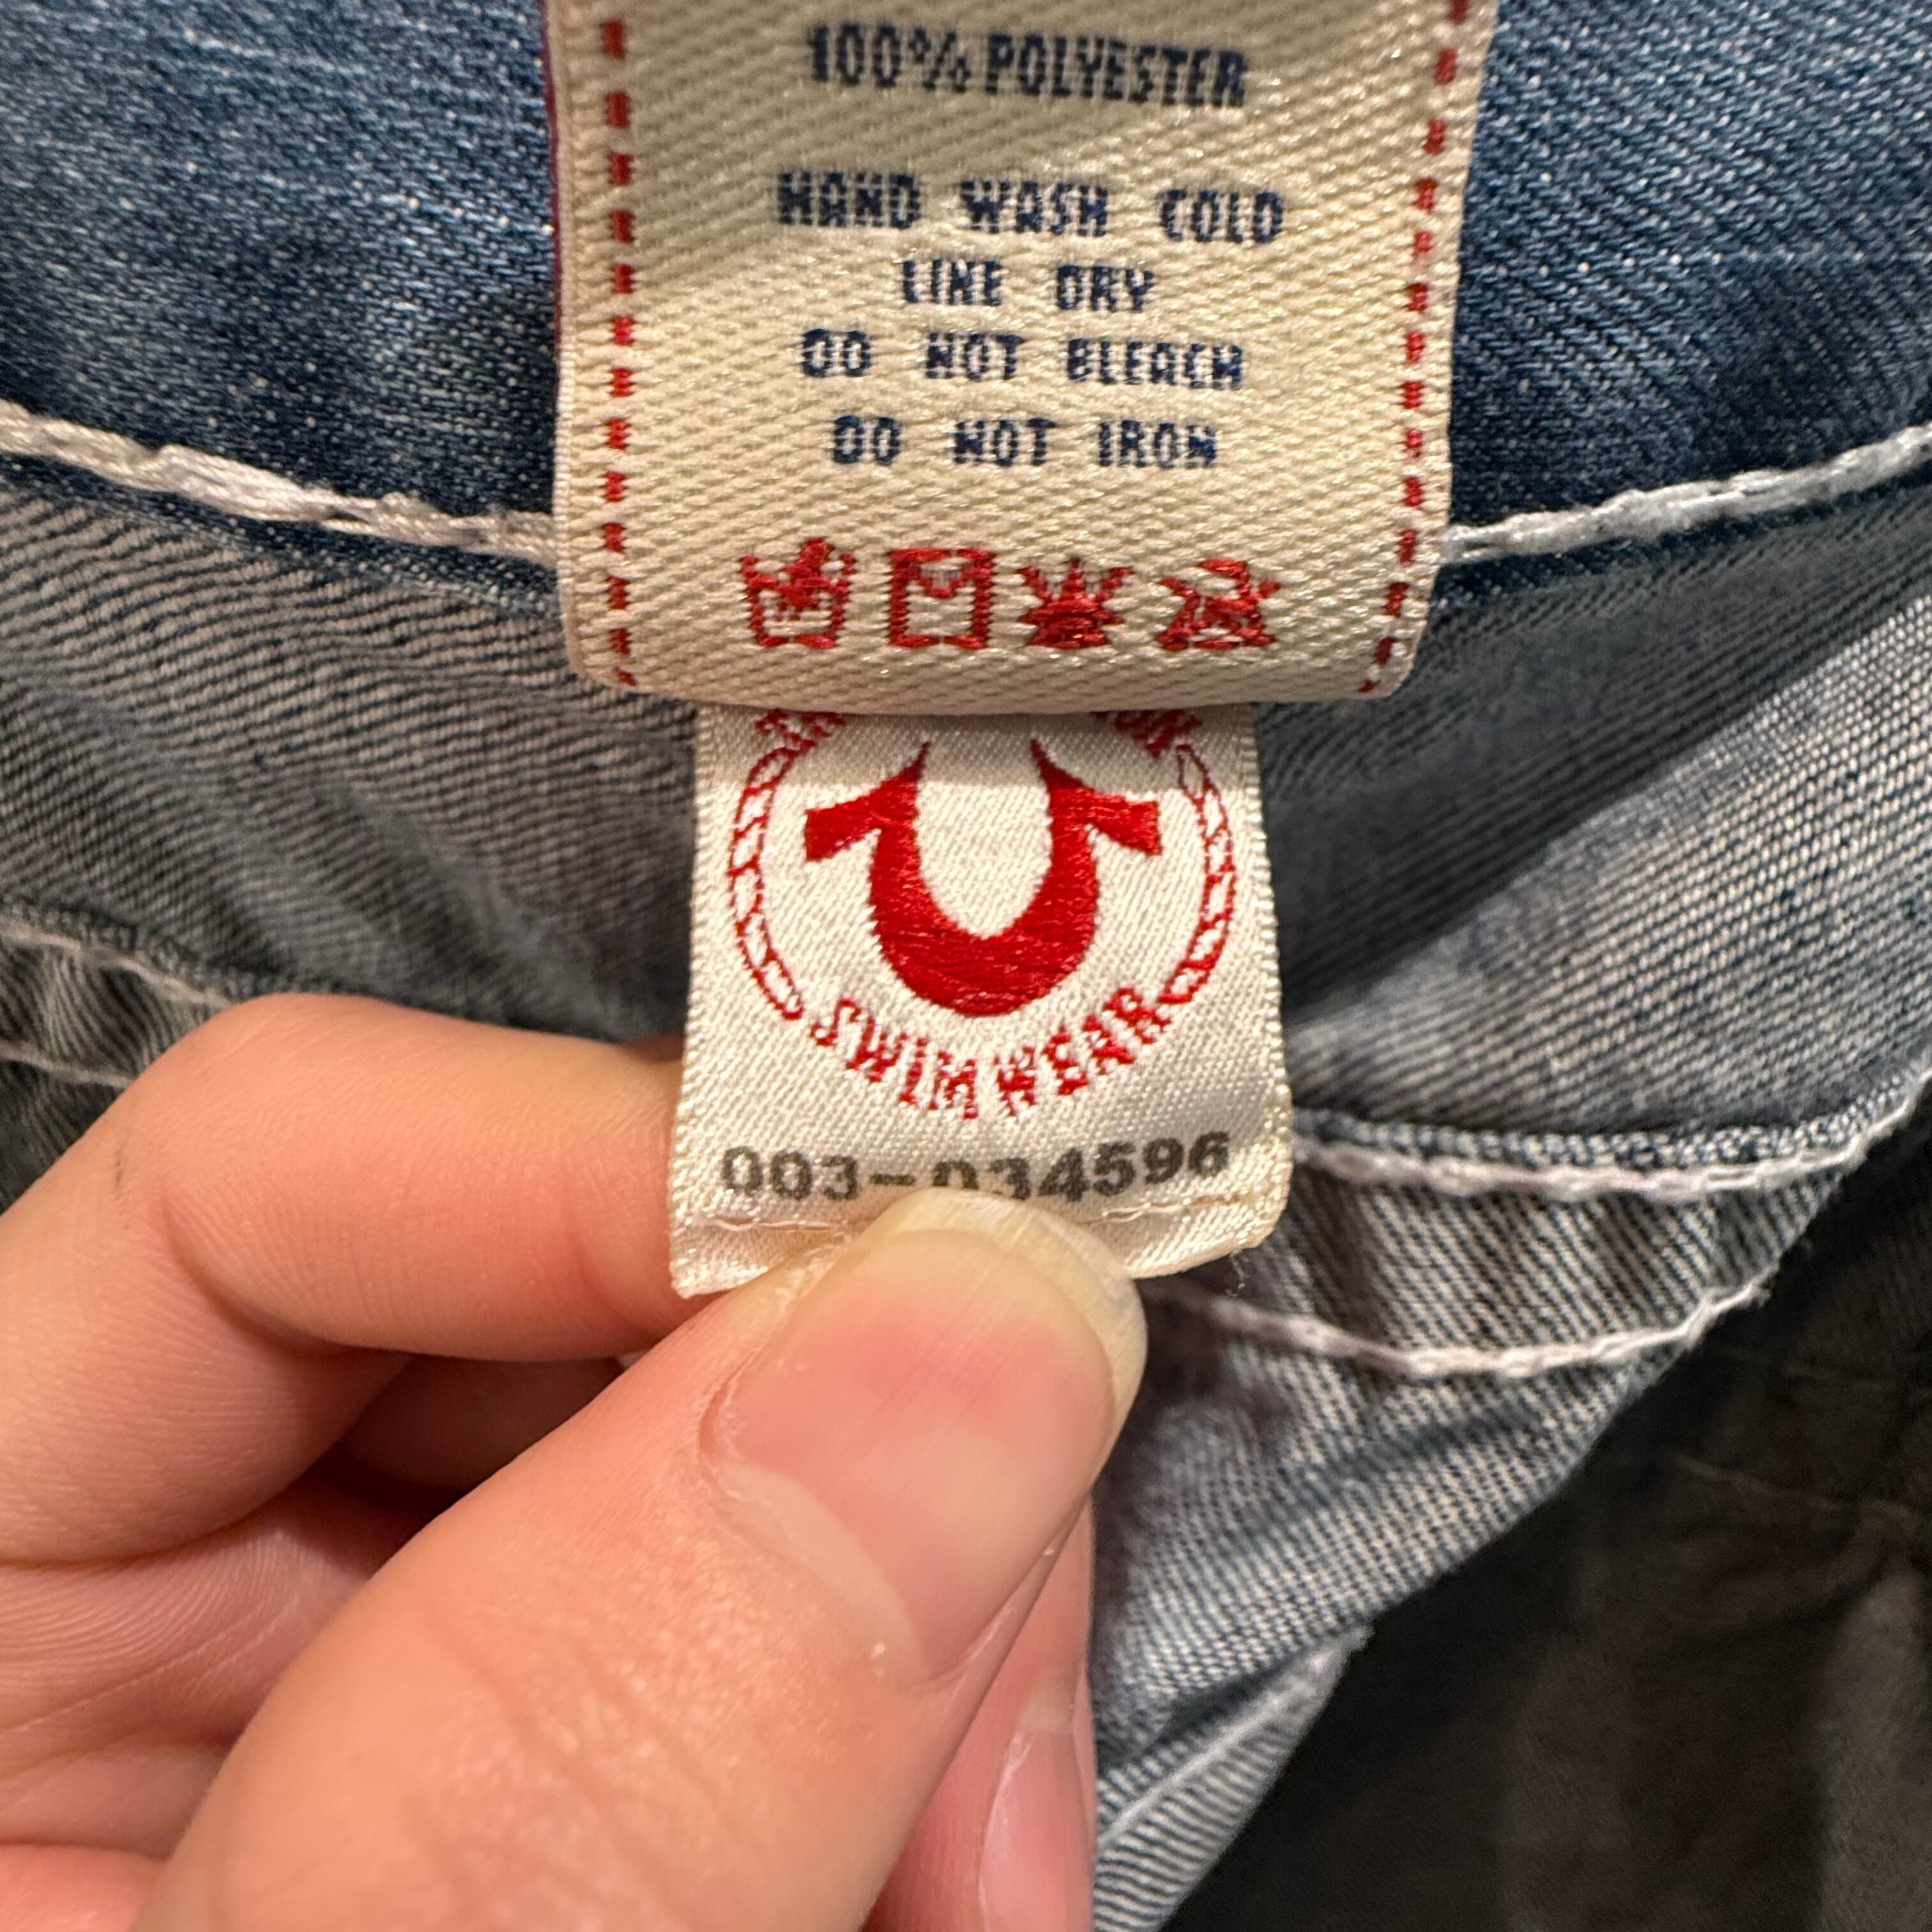 100% POLYESTER
HAND WASH COLD
LINE DRY
DO NOT BLEACH
DO NOT IRON
SWIMWEAR
003-034596